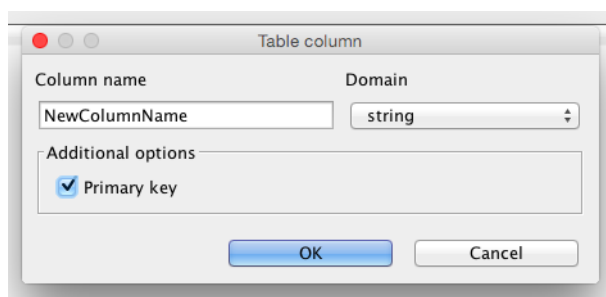 Table column
Column name Domain
NewColumnName string
Additional options
Primary key
OK Cancel